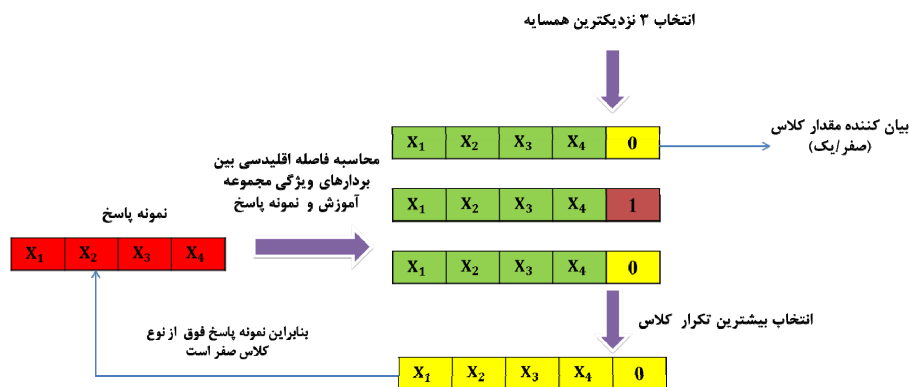 انتخاب ۳ نزدیکترین همسایه
X₁ X₂ X₃ X₄ 0
بیان کننده مقدار کلاس
(صفر/یک)
محاسبه فاصله اقلیدسی بین
بردارهای ویژگی مجموعه
آموزش و نمونه پاسخ
X₁ X₂ X₃ X₄ 1
نمونه پاسخ
X₁ X₂ X₃ X₄
X₁ X₂ X₃ X₄ 0
انتخاب بیشترین تکرار کلاس
بنابراین نمونه پاسخ فوق از نوع
کلاس صفر است
X₁ X₂ X₃ X₄ 0